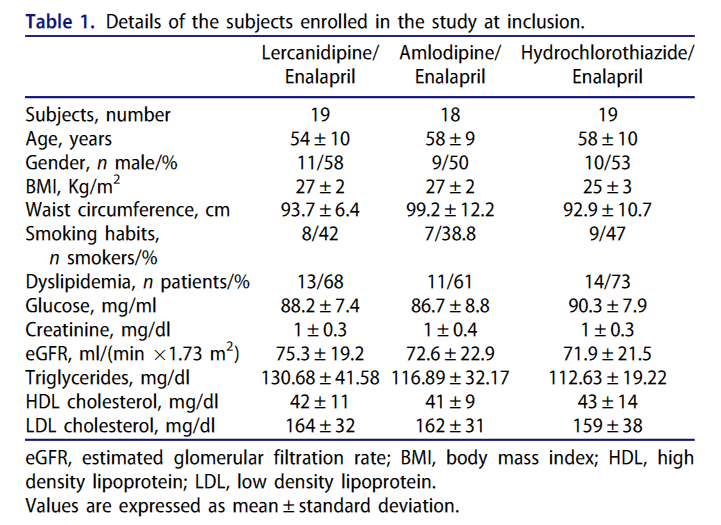 Table 1. Details of the subjects enrolled in the study at inclusion.
Lercanidipine/ Amlodipine/ Hydrochlorothiazide/
Enalapril Enalapril Enalapril
Subjects, number 19 18 19
Age, years 54 ± 10 58 ± 9 58 ± 10
Gender, n male/% 11/58 9/50 10/53
BMI, Kg/m² 27 ± 2 27 ± 2 25 ± 3
Waist circumference, cm 93.7 ± 6.4 99.2 ± 12.2 92.9 ± 10.7
Smoking habits, 8/42 7/38.8 9/47
n smokers/%
Dyslipidemia, n patients/% 13/68 11/61 14/73
Glucose, mg/ml 88.2 ± 7.4 86.7 ± 8.8 90.3 ± 7.9
Creatinine, mg/dl 1 ± 0.3 1 ± 0.4 1 ± 0.3
eGFR, ml/(min ×1.73 m²) 75.3 ± 19.2 72.6 ± 22.9 71.9 ± 21.5
Triglycerides, mg/dl 130.68 ± 41.58 116.89 ± 32.17 112.63 ± 19.22
HDL cholesterol, mg/dl 42 ± 11 41 ± 9 43 ± 14
LDL cholesterol, mg/dl 164 ± 32 162 ± 31 159 ± 38
eGFR, estimated glomerular filtration rate; BMI, body mass index; HDL, high
density lipoprotein; LDL, low density lipoprotein.
Values are expressed as mean ± standard deviation.